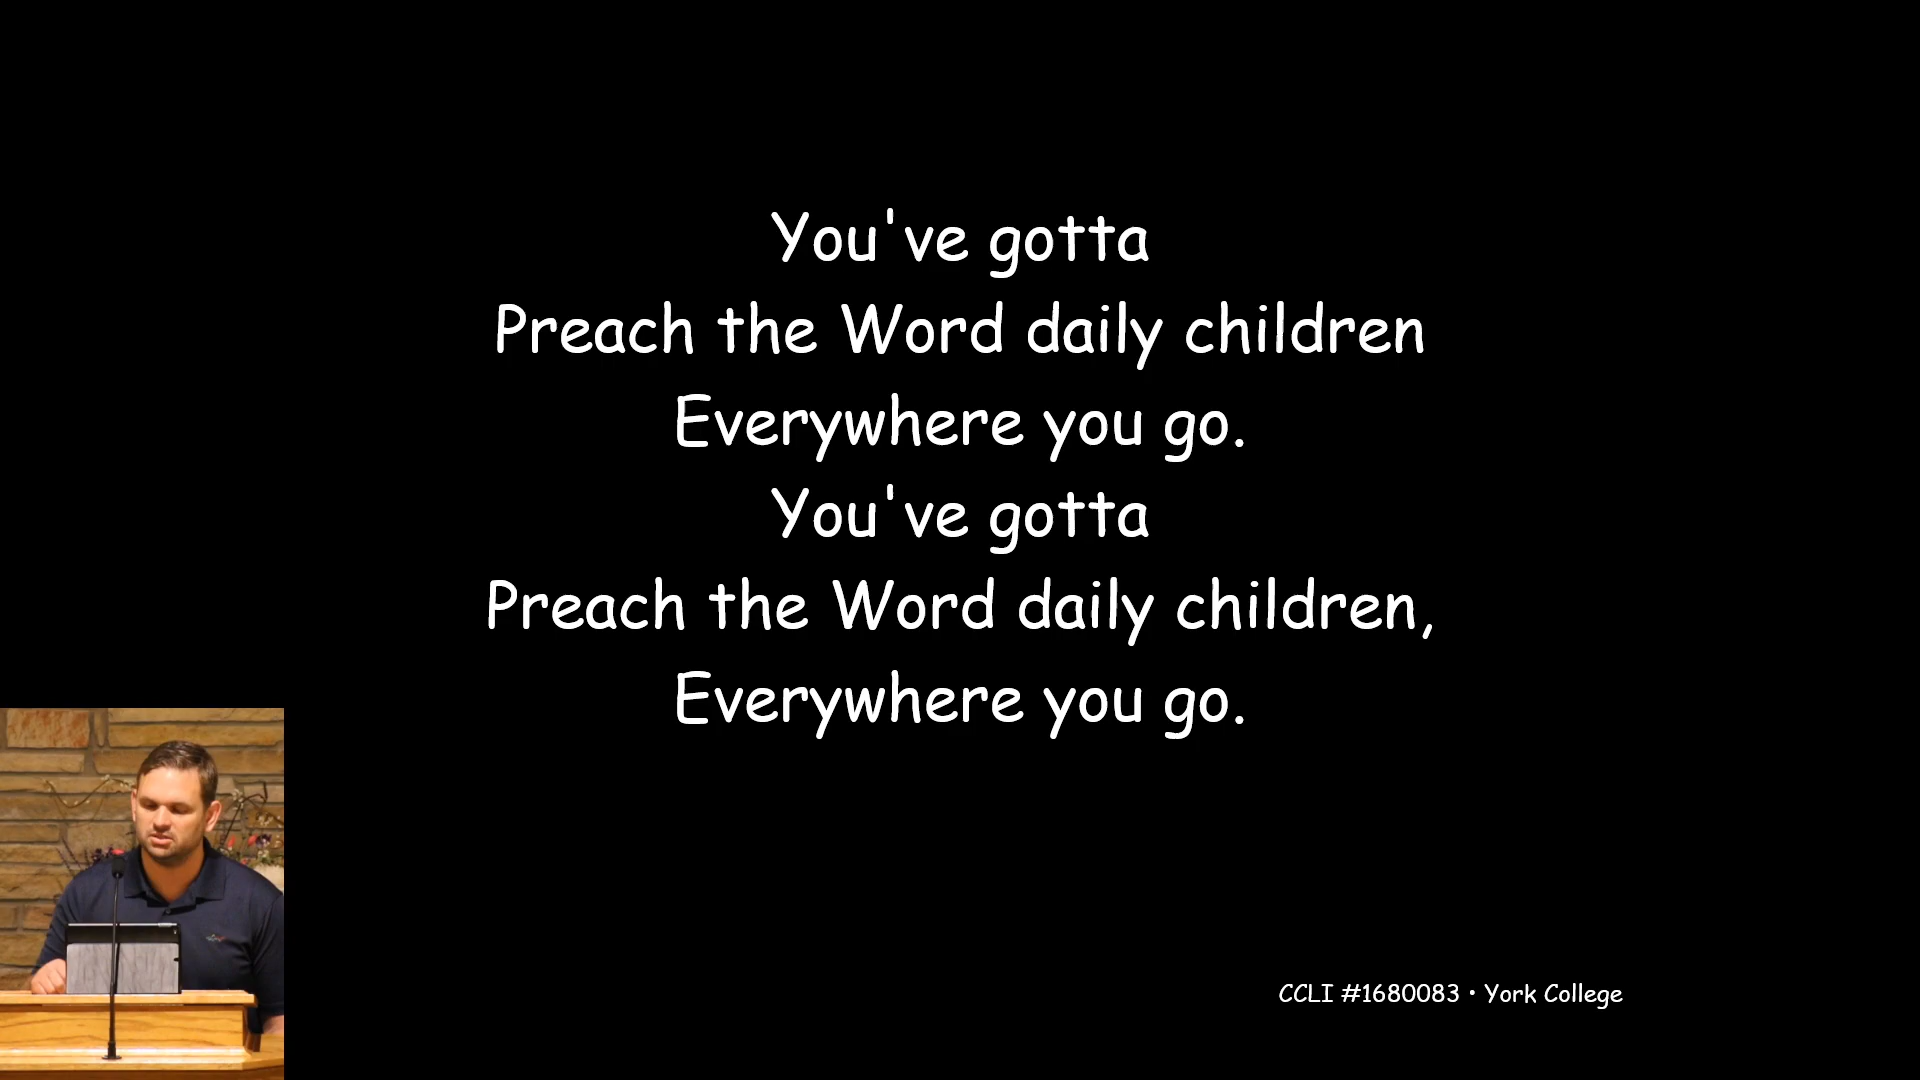 You've gotta
Preach the Word daily children
Everywhere you go.
You've gotta
Preach the Word daily children,
Everywhere you go.
CCLI #1680083 • York College